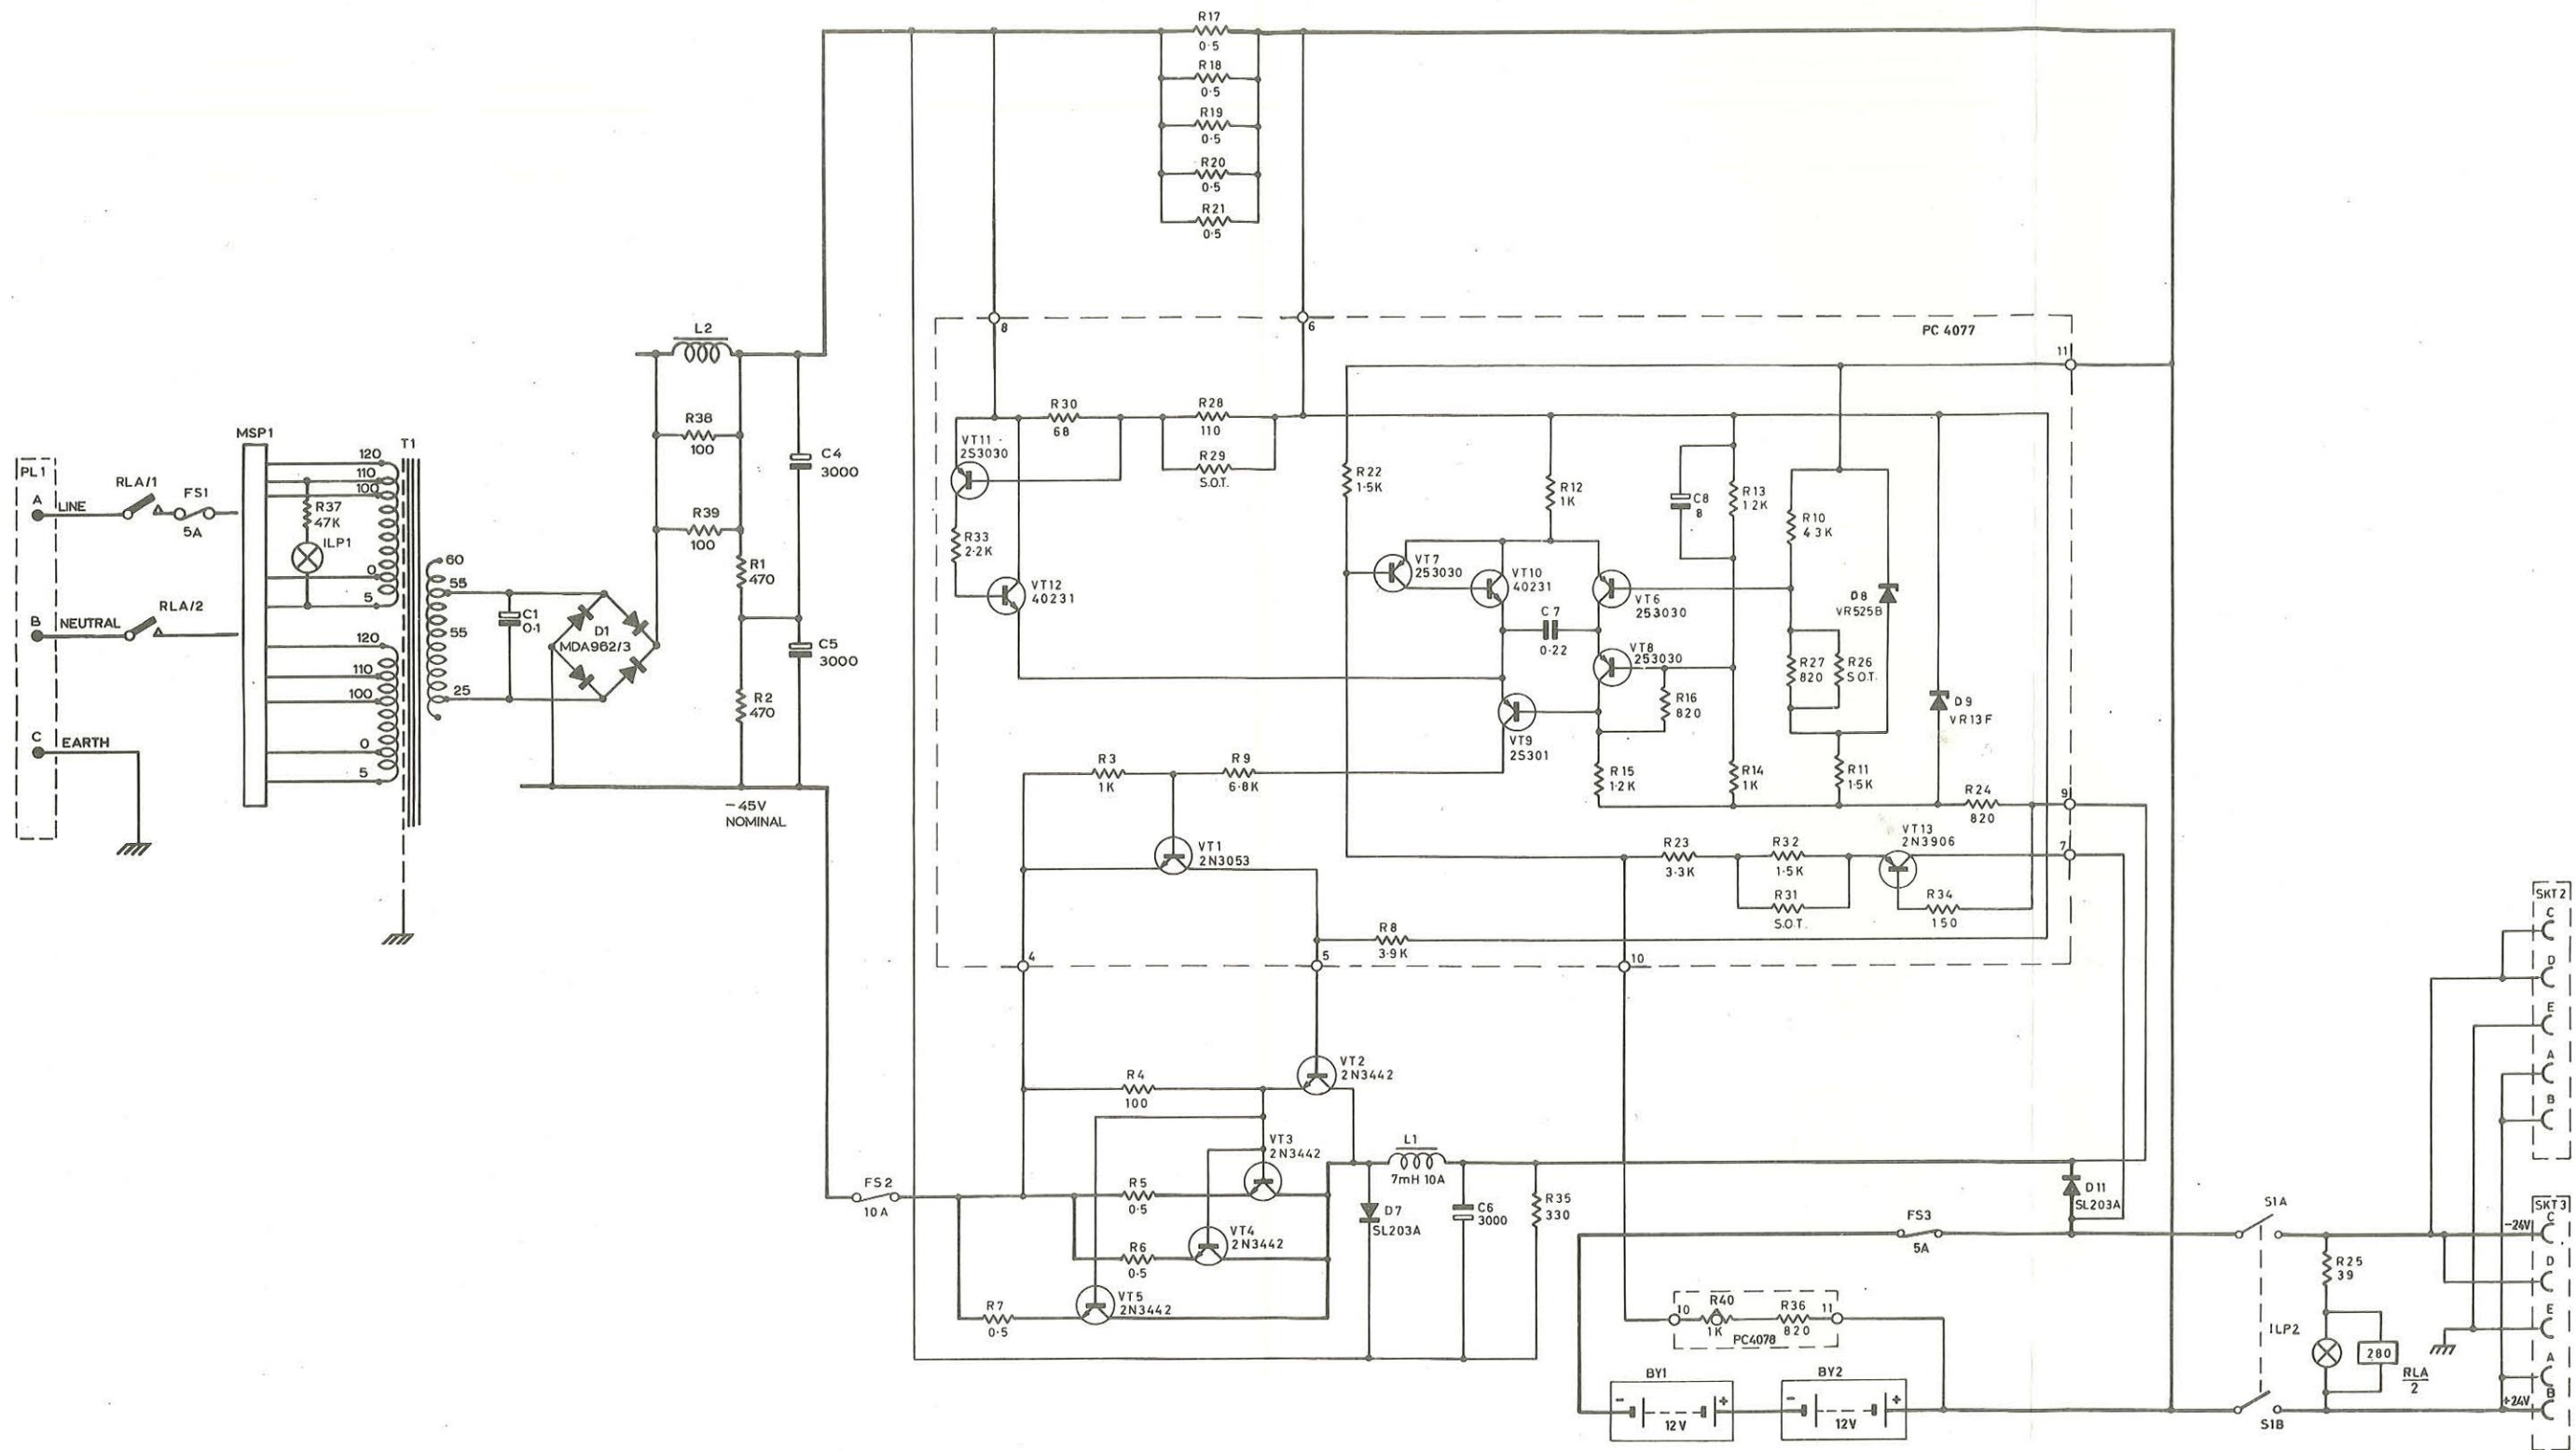 R17
0·5
R18
0·5
R19
0·5
R20
0·5
R21
0·5
8
6
PC 4077
11
L2
R38
100
R39
100
C4
3000
R1
470
C5
3000
R2
470
-45V
NOMINAL
MSP1
T1
PL1
A
LINE
RLA/1
FS1
5A
B
NEUTRAL
RLA/2
C
EARTH
120
110
100
R37
47K
ILP1
0
5
120
110
100
0
5
60
55
55
25
C1
0·1
D1
MDA962/3
VT11
2S3030
R30
68
R28
110
R29
S.O.T.
R33
2·2K
VT12
40231
R22
1·5K
R12
1K
C8
8
R13
1 2K
R10
4 3K
VT7
2S3030
VT10
40231
VT6
2S3030
D8
VR525B
C 7
0·22
VT8
2S3030
R27
820
R26
S.O.T.
R16
820
D9
VR13F
VT9
2S301
R3
1K
R9
6·8K
R15
1·2K
R14
1K
R11
1·5K
R24
820
9
VT1
2N3053
R23
3·3K
R32
1·5K
R31
S.O.T.
VT13
2N3906
R34
150
7
R8
3·9K
4
5
10
VT2
2N3442
R4
100
VT3
2N3442
L1
7mH 10A
FS2
10A
R5
0·5
D7
SL203A
C6
3000
R35
330
VT4
2N3442
R6
0·5
VT5
2N3442
R7
0·5
D11
SL203A
FS3
5A
10
R40
1K
R36
820
11
PC4078
BY1
-
+
12V
BY2
-
+
12V
S1A
S1B
R25
39
ILP2
280
RLA
2
SKT2
C
D
E
A
B
SKT3
-24V
C
D
E
A
B
+24V